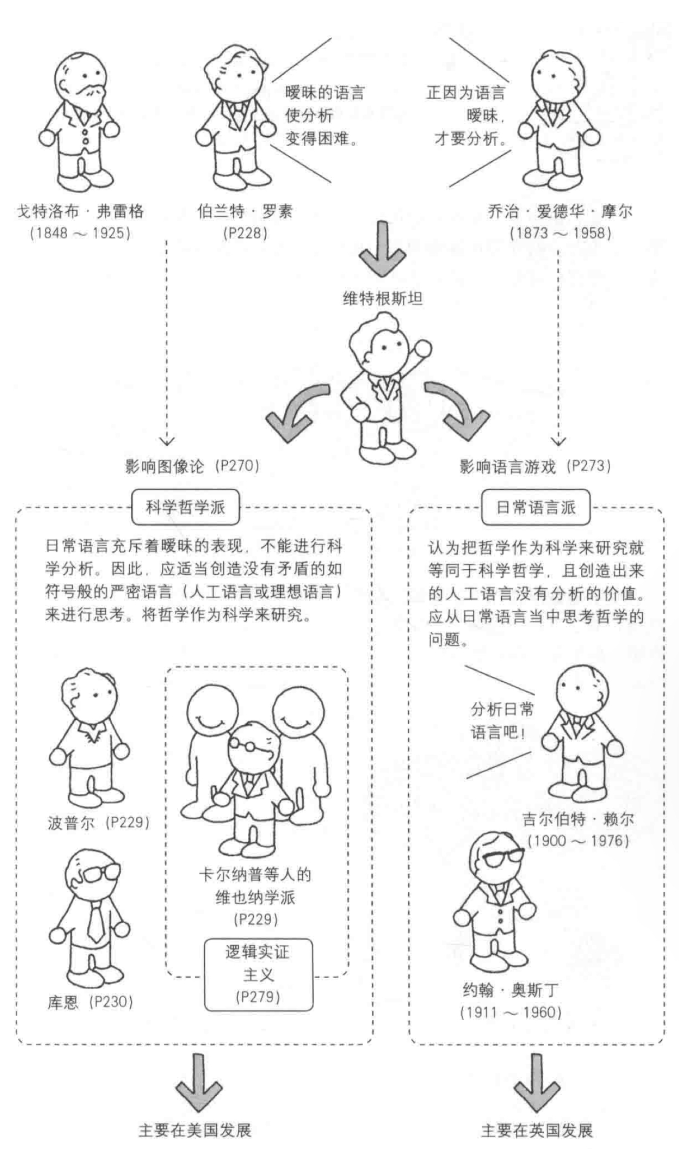 暧昧的语言
使分析
变得困难。
正因为语言
暧昧,
才要分析。
戈特洛布·弗雷格
(1848 ～ 1925)
伯兰特·罗素
(P228)
乔治·爱德华·摩尔
(1873 ～ 1958)
维特根斯坦
影响图像论 (P270)
影响语言游戏 (P273)
科学哲学派
日常语言充斥着暧昧的表现,不能进行科
学分析。因此,应适当创造没有矛盾的如
符号般的严密语言(人工语言或理想语言)
来进行思考。将哲学作为科学来研究。
波普尔 (P229)
卡尔纳普等人的
维也纳学派
(P229)
逻辑实证
主义
(P279)
库恩 (P230)
主要在美国发展
日常语言派
认为把哲学作为科学来研究就
等同于科学哲学,且创造出来
的人工语言没有分析的价值。
应从日常语言当中思考哲学的
问题。
分析日常
语言吧!
吉尔伯特·赖尔
(1900 ～ 1976)
约翰·奥斯丁
(1911 ～ 1960)
主要在英国发展